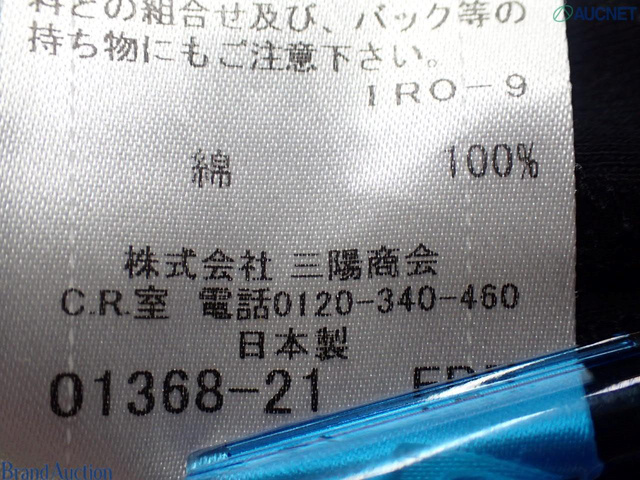 料との組合せ及び、バック等の
持ち物にもご注意下さい。
IRO-9
綿 100%
株式会社 三陽商会
C.R.室 電話0120-340-460
日本製
01368-21
AUCNET
Brand Auction